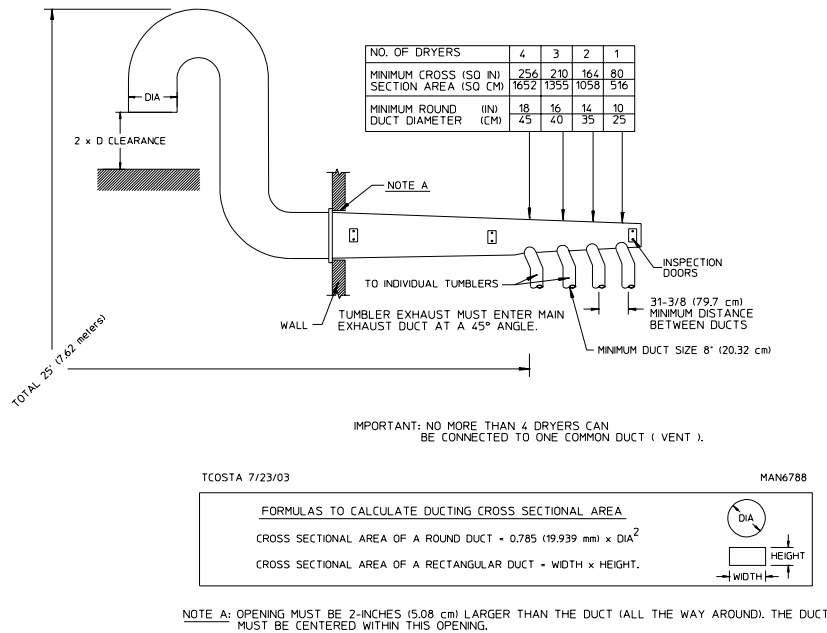 NO. OF DRYERS 4 3 2 1
MINIMUM CROSS (SQ IN) 256 210 164 80
SECTION AREA (SQ CM) 1652 1355 1058 516
MINIMUM ROUND (IN) 18 16 14 10
DUCT DIAMETER (CM) 45 40 35 25
DIA
2 x D CLEARANCE
NOTE A
INSPECTION
DOORS
TO INDIVIDUAL TUMBLERS
31-3/8 (79.7 cm)
MINIMUM DISTANCE
BETWEEN DUCTS
WALL
TUMBLER EXHAUST MUST ENTER MAIN
EXHAUST DUCT AT A 45° ANGLE.
MINIMUM DUCT SIZE 8" (20.32 cm)
TOTAL 25' (7.62 meters)
IMPORTANT: NO MORE THAN 4 DRYERS CAN
BE CONNECTED TO ONE COMMON DUCT ( VENT ).
TCOSTA 7/23/03 MAN6788
FORMULAS TO CALCULATE DUCTING CROSS SECTIONAL AREA
CROSS SECTIONAL AREA OF A ROUND DUCT = 0.785 (19.939 mm) x DIA²
CROSS SECTIONAL AREA OF A RECTANGULAR DUCT = WIDTH x HEIGHT.
DIA
HEIGHT
WIDTH
NOTE A: OPENING MUST BE 2-INCHES (5.08 cm) LARGER THAN THE DUCT (ALL THE WAY AROUND). THE DUCT
MUST BE CENTERED WITHIN THIS OPENING.